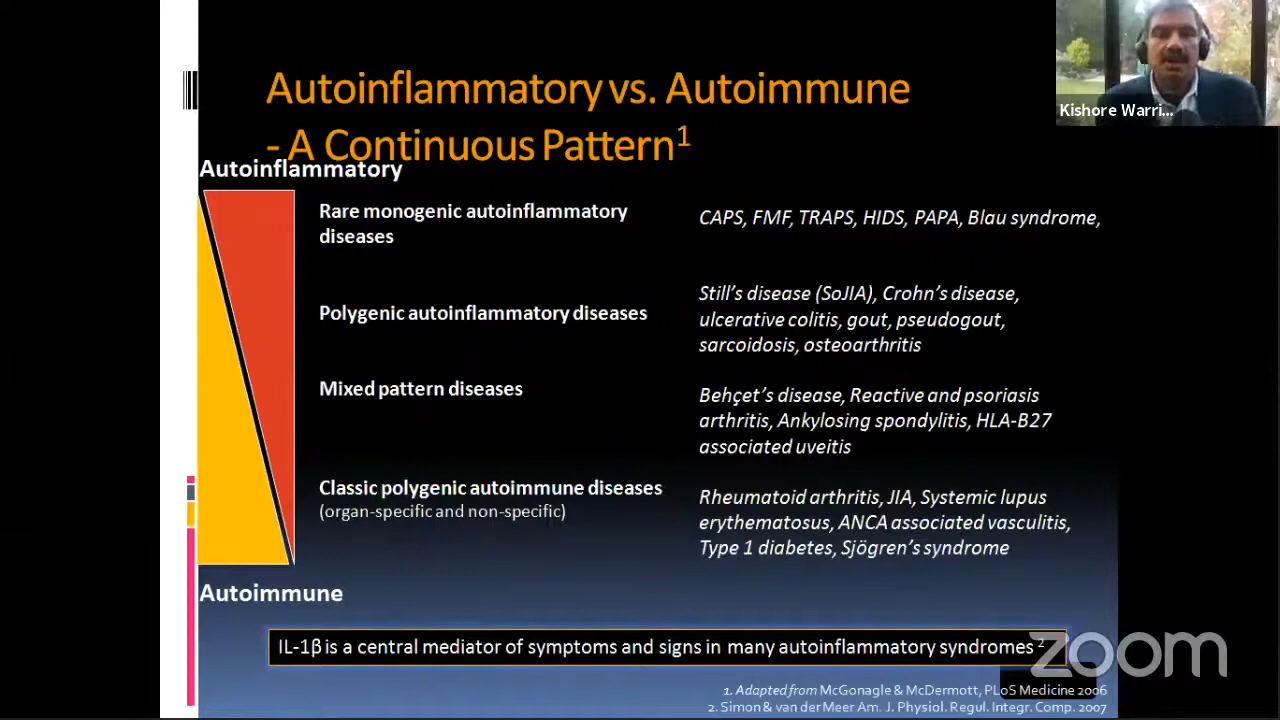 Autoinflammatory vs. Autoimmune
- A Continuous Pattern1
Kishore Warri...
Autoinflammatory
Rare monogenic autoinflammatory
diseases
CAPS, FMF, TRAPS, HIDS, PAPA, Blau syndrome,
Polygenic autoinflammatory diseases
Still's disease (SoJIA), Crohn's disease,
ulcerative colitis, gout, pseudogout,
sarcoidosis, osteoarthritis
Mixed pattern diseases
Behçet's disease, Reactive and psoriasis
arthritis, Ankylosing spondylitis, HLA-B27
associated uveitis
Classic polygenic autoimmune diseases
(organ-specific and non-specific)
Rheumatoid arthritis, JIA, Systemic lupus
erythematosus, ANCA associated vasculitis,
Type 1 diabetes, Sjögren's syndrome
Autoimmune
IL-1β is a central mediator of symptoms and signs in many autoinflammatory syndromes 2
zoom
1. Adapted from McGonagle & McDermott, PLoS Medicine 2006
2. Simon & van der Meer Am. J. Physiol. Regul. Integr. Comp. 2007